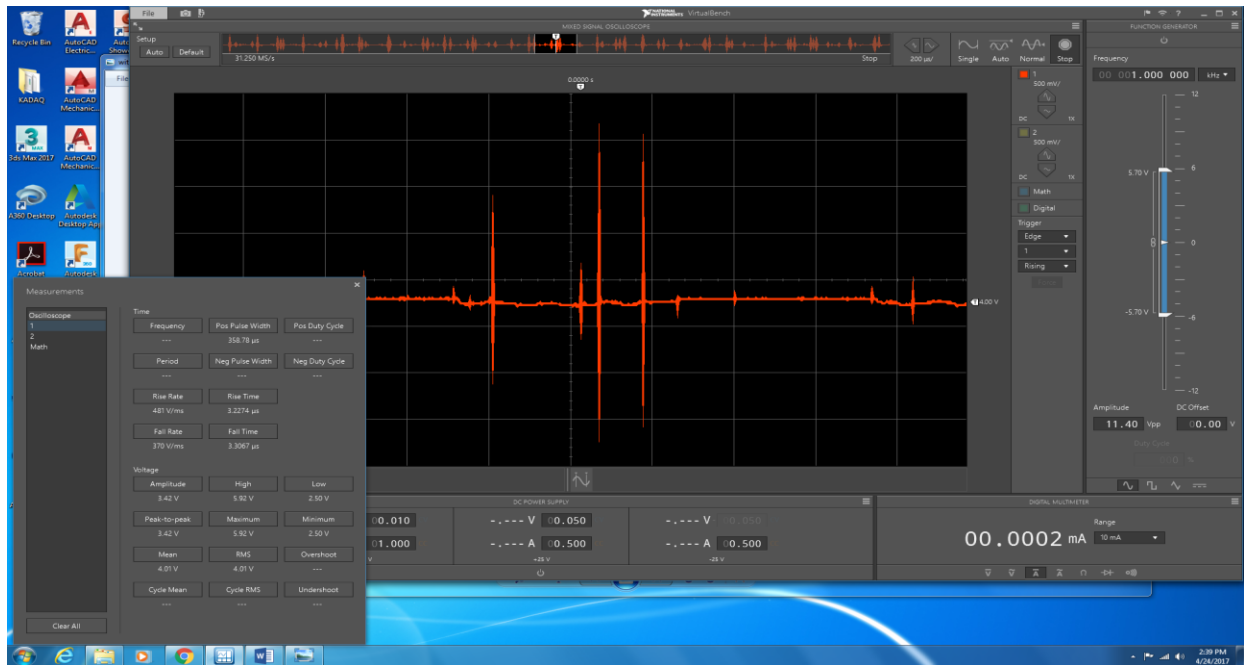 Recycle Bin
AutoCAD Electric...
KADAQ
AutoCAD Mechanic...
3ds Max 2017
AutoCAD Mechanic...
A360 Desktop
Autodesk Desktop App
Acrobat
Autodesk
File
NATIONAL INSTRUMENTS VirtualBench
MIXED SIGNAL OSCILLOSCOPE
Setup
Auto Default
31.250 MS/s
Stop
200 µs/
Single Auto Normal Stop
0.0000 s
T
1
500 mV/
DC 1X
2
500 mV/
DC 1X
Math
Digital
Trigger
Edge
1
Rising
4.00 V
FUNCTION GENERATOR
Frequency
00 001.000 000 kHz
12
5.70 V
6
0
-5.70 V
-6
-12
Amplitude DC Offset
11.40 Vpp 00.00 V
Duty Cycle
Measurements
Oscilloscope
1
2
Math
Clear All
Time
Frequency Pos Pulse Width Pos Duty Cycle
--- 358.78 µs ---
Period Neg Pulse Width Neg Duty Cycle
--- --- ---
Rise Rate Rise Time
481 V/ms 3.2274 µs
Fall Rate Fall Time
370 V/ms 3.3067 µs
Voltage
Amplitude High Low
3.42 V 5.92 V 2.50 V
Peak-to-peak Maximum Minimum
3.42 V 5.92 V 2.50 V
Mean RMS Overshoot
4.01 V 4.01 V ---
Cycle Mean Cycle RMS Undershoot
--- --- ---
DC POWER SUPPLY
00.010 -.--- V 00.050 -.--- V 00.050
01.000 -.--- A 00.500 -.--- A 00.500
V +25 V -25 V
DIGITAL MULTIMETER
00.0002 mA
Range
10 mA
2:39 PM
4/24/2017